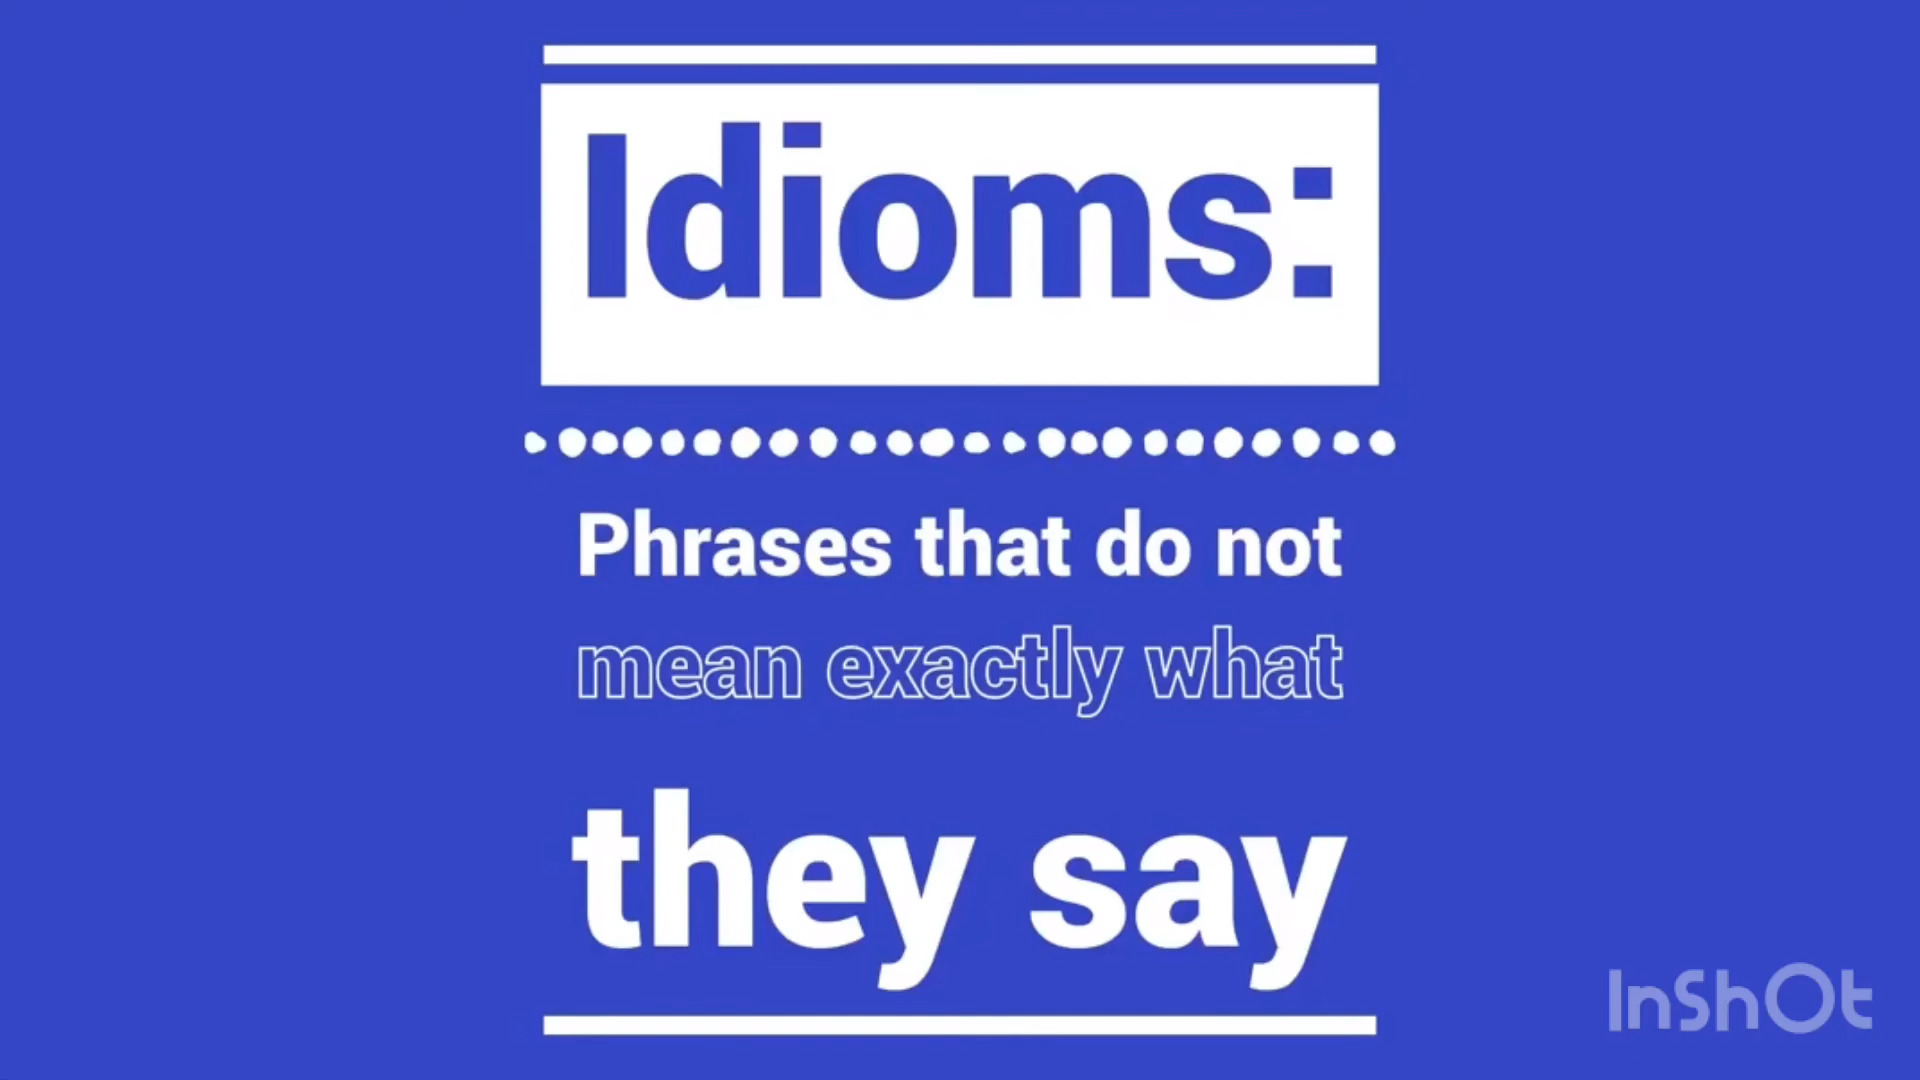 Idioms:
Phrases that do not
mean exactly what
they say
InShOt